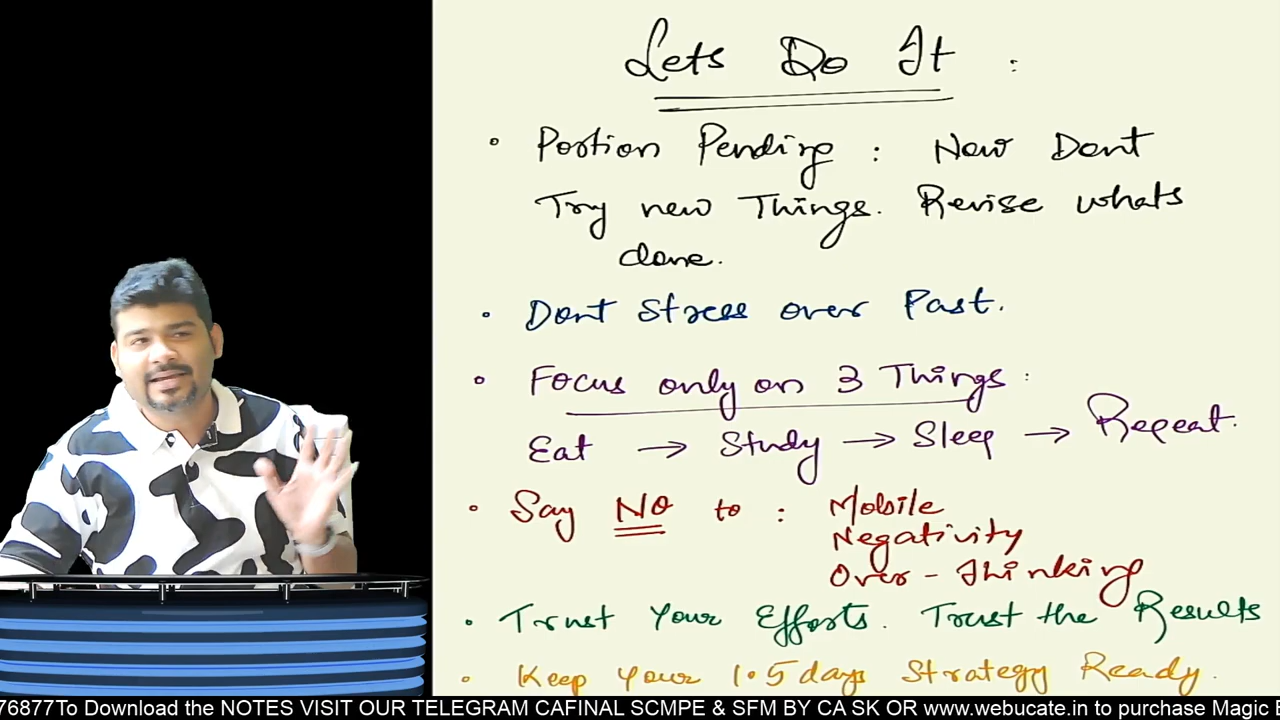 Lets Do It :
• Portion Pending : Now Dont
Try new Things. Revise whats
done.
• Dont Stress over Past.
• Focus only on 3 Things :
Eat → Study → Sleep → Repeat.
• Say NO to : Mobile
Negativity
Over - Thinking
• Trust Your Efforts. Trust the Results
• Keep your 1.5 days Strategy Ready.
76877To Download the NOTES VISIT OUR TELEGRAM CAFINAL SCMPE & SFM BY CA SK OR www.webucate.in to purchase Magic